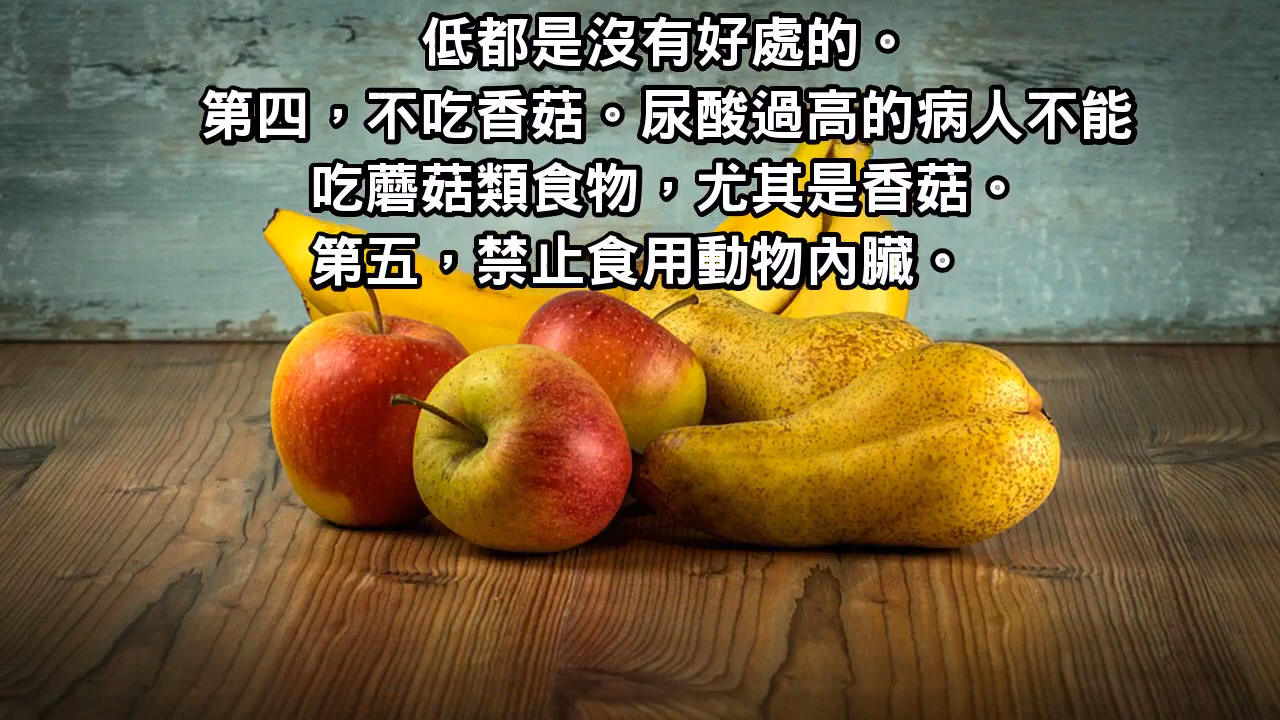 低都是沒有好處的。
第四，不吃香菇。尿酸過高的病人不能
吃蘑菇類食物，尤其是香菇。
第五，禁止食用動物內臟。